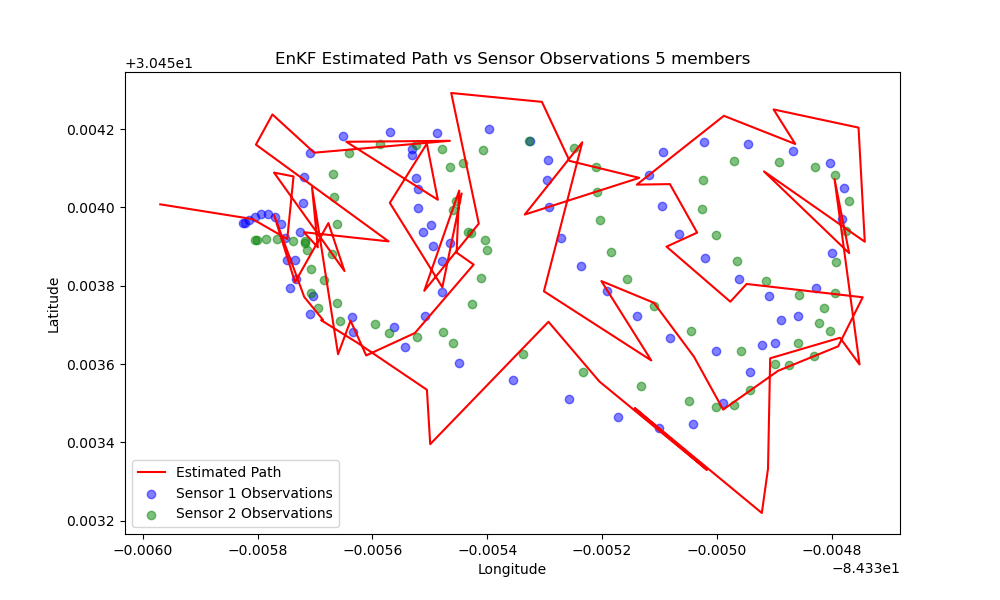 EnKF Estimated Path vs Sensor Observations 5 members
+3.045e1
0.0042
0.0040
0.0038
0.0036
0.0034
0.0032
Latitude
Estimated Path
Sensor 1 Observations
Sensor 2 Observations
−0.0060 −0.0058 −0.0056 −0.0054 −0.0052 −0.0050 −0.0048
Longitude
−8.433e1